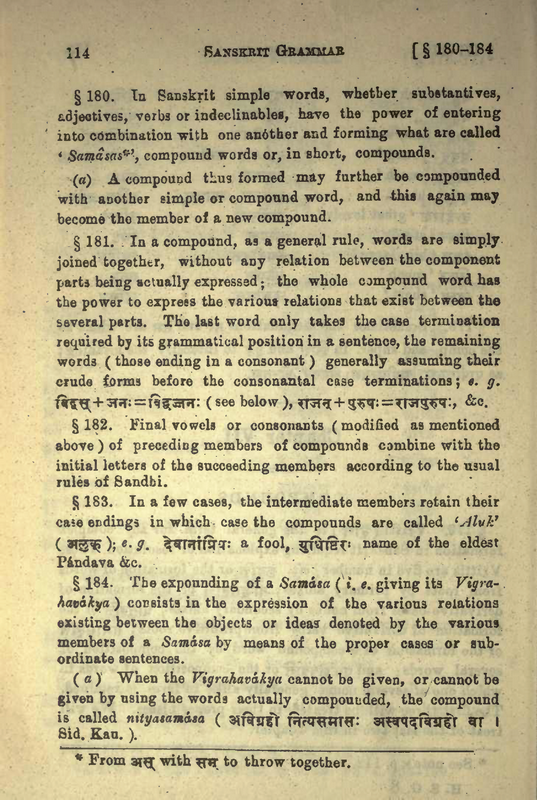 114 SANSKRIT GRAMMAR [ § 180–184
§ 180. In Sanskrit simple words, whether substantives,
adjectives, verbs or indeclinables, have the power of entering
into combination with one another and forming what are called
‘ Samâsas*’, compound words or, in short, compounds.
(a) A compound thus formed may further be compounded
with another simple or compound word, and this again may
become the member of a new compound.
§ 181. In a compound, as a general rule, words are simply
joined together, without any relation between the component
parts being actually expressed; the whole compound word has
the power to express the various relations that exist between the
several parts. The last word only takes the case termination
required by its grammatical position in a sentence, the remaining
words ( those ending in a consonant ) generally assuming their
crude forms before the consonantal case terminations; e. g.
विद्वस्+जनः=विद्वज्जनः ( see below ), राजन्+पुरुषः=राजपुरुषः, &c.
§ 182. Final vowels or consonants ( modified as mentioned
above ) of preceding members of compounds combine with the
initial letters of the succeeding members according to the usual
rules of Sandhi.
§ 183. In a few cases, the intermediate members retain their
case endings in which case the compounds are called ‘Aluk’
( अलुक् ); e. g. देवानांप्रियः a fool, युधिष्टिरः name of the eldest
Pándava &c.
§ 184. The expounding of a Samása ( i. e. giving its Vigra-
havákya ) consists in the expression of the various relations
existing between the objects or ideas denoted by the various
members of a Samása by means of the proper cases or sub-
ordinate sentences.
( a ) When the Vigrahavákya cannot be given, or cannot be
given by using the words actually compounded, the compound
is called nityasamása ( अविग्रहो नित्यसमासः अस्वपदविग्रहो वा ।
Sid. Kau. ).
* From अस् with सम् to throw together.